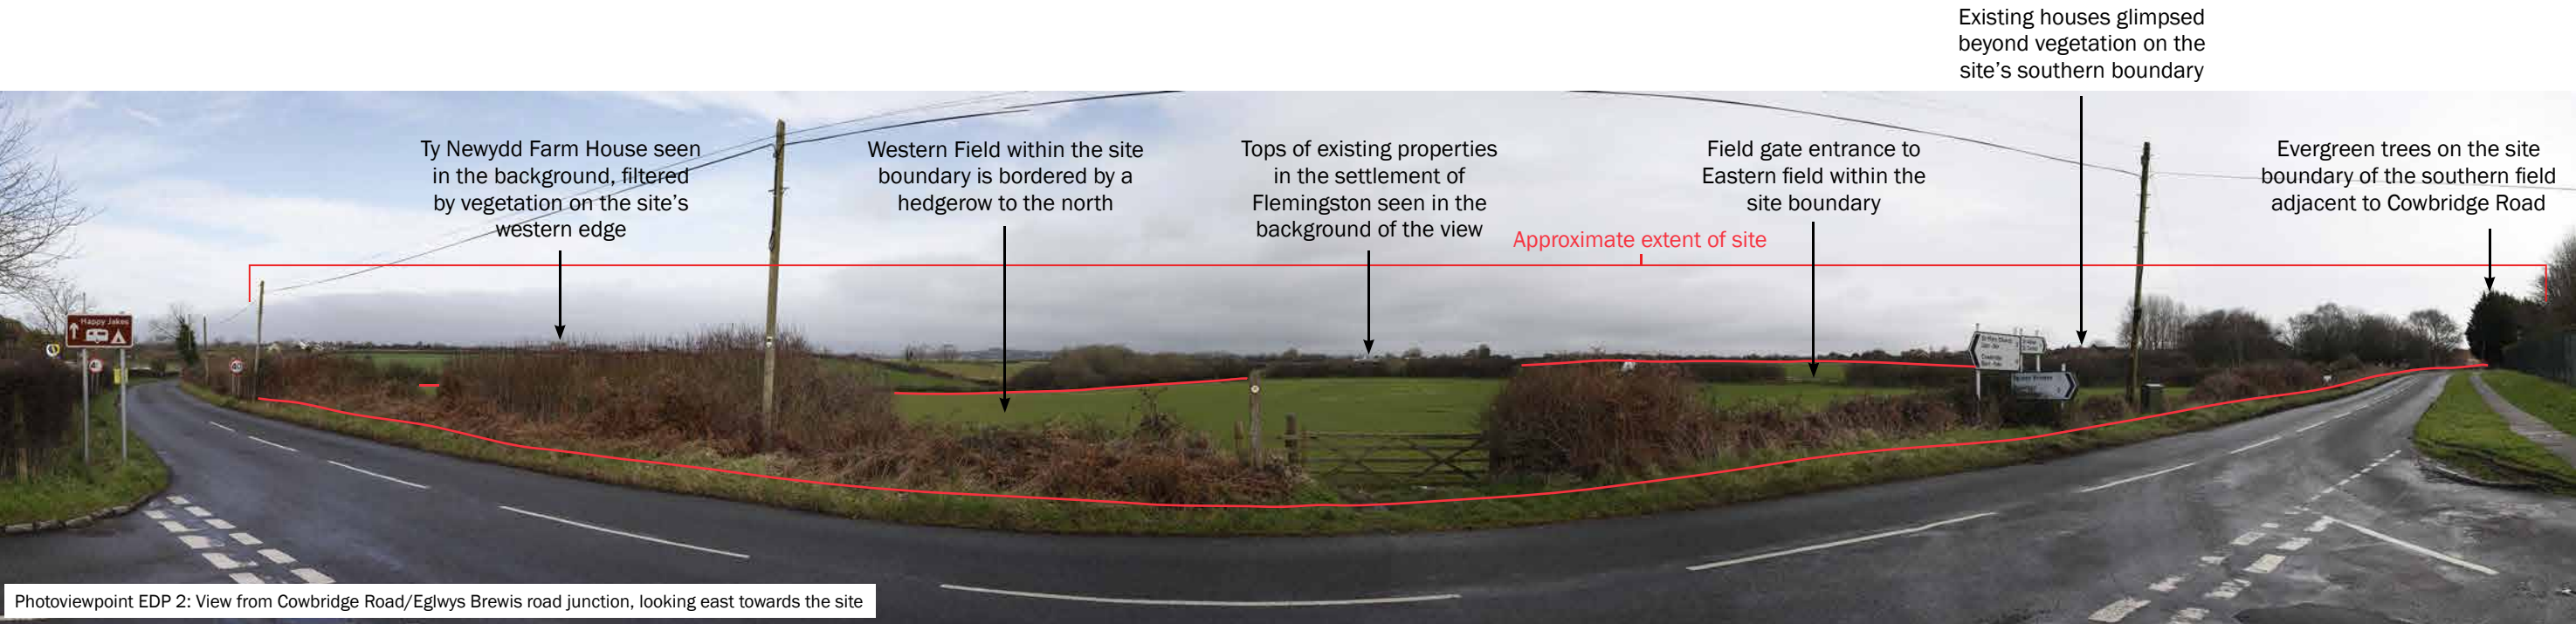 Existing houses glimpsed
beyond vegetation on the
site's southern boundary
Ty Newydd Farm House seen
in the background, filtered
by vegetation on the site's
western edge
Western Field within the site
boundary is bordered by a
hedgerow to the north
Tops of existing properties
in the settlement of
Flemingston seen in the
background of the view
Field gate entrance to
Eastern field within the
site boundary
Evergreen trees on the site
boundary of the southern field
adjacent to Cowbridge Road
Approximate extent of site
Happy Jakes
40
Photoviewpoint EDP 2: View from Cowbridge Road/Eglwys Brewis road junction, looking east towards the site